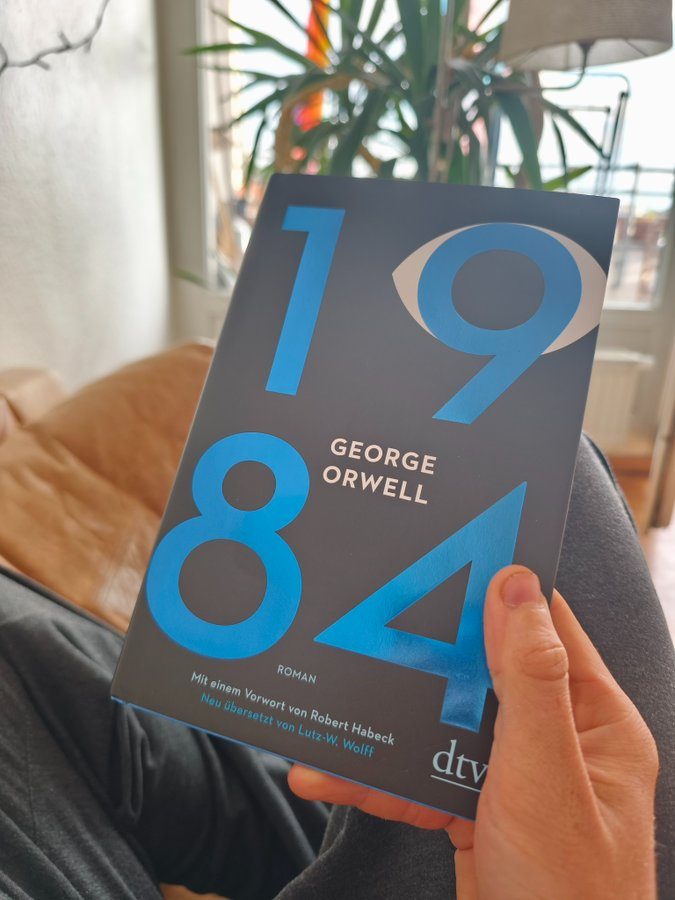 19
GEORGE
ORWELL
84
ROMAN
Mit einem Vorwort von Robert Habeck
Neu übersetzt von Lutz-W. Wolff
dtv